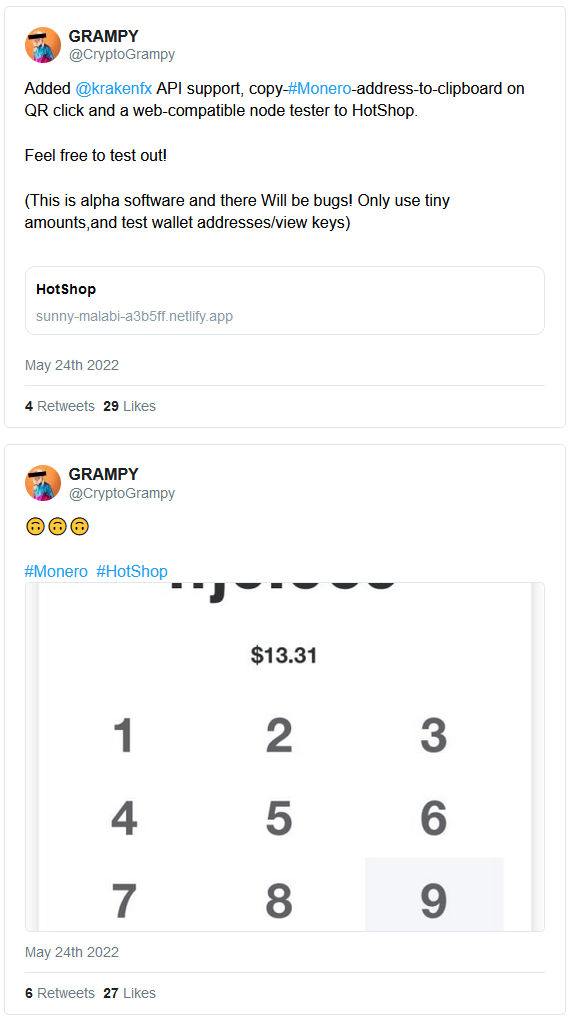 GRAMPY
@CryptoGrampy
Added @krakenfx API support, copy-#Monero-address-to-clipboard on
QR click and a web-compatible node tester to HotShop.
Feel free to test out!
(This is alpha software and there Will be bugs! Only use tiny
amounts,and test wallet addresses/view keys)
HotShop
sunny-malabi-a3b5ff.netlify.app
May 24th 2022
4 Retweets 29 Likes
GRAMPY
@CryptoGrampy
🙃🙃🙃
#Monero #HotShop
$13.31
1 2 3
4 5 6
7 8 9
May 24th 2022
6 Retweets 27 Likes